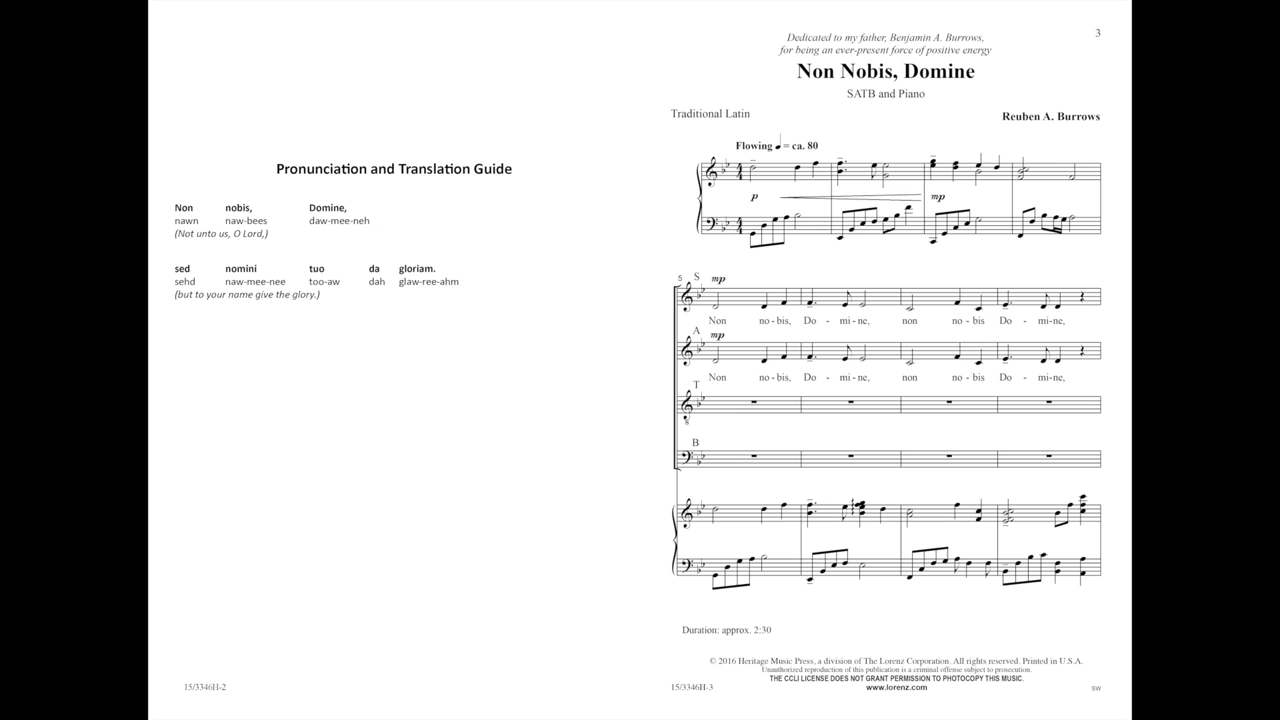 Pronunciation and Translation Guide
Non nobis, Domine,
nawn naw-bees daw-mee-neh
(Not unto us, O Lord,)
sed nomini tuo da gloriam.
sehd naw-mee-nee too-aw dah glaw-ree-ahm
(but to your name give the glory.)
15/3346H-2
3
Dedicated to my father, Benjamin A. Burrows,
for being an ever-present force of positive energy
Non Nobis, Domine
SATB and Piano
Traditional Latin
Reuben A. Burrows
Flowing ♩ = ca. 80
p mp
5 S mp
Non no - bis, Do - mi - ne, non no - bis Do - mi-ne,
A mp
Non no - bis, Do - mi - ne, non no - bis Do - mi-ne,
T
8
B
Duration: approx. 2:30
© 2016 Heritage Music Press, a division of The Lorenz Corporation. All rights reserved. Printed in U.S.A.
Unauthorized reproduction of this publication is a criminal offense subject to prosecution.
THE CCLI LICENSE DOES NOT GRANT PERMISSION TO PHOTOCOPY THIS MUSIC.
15/3346H-3 www.lorenz.com SW